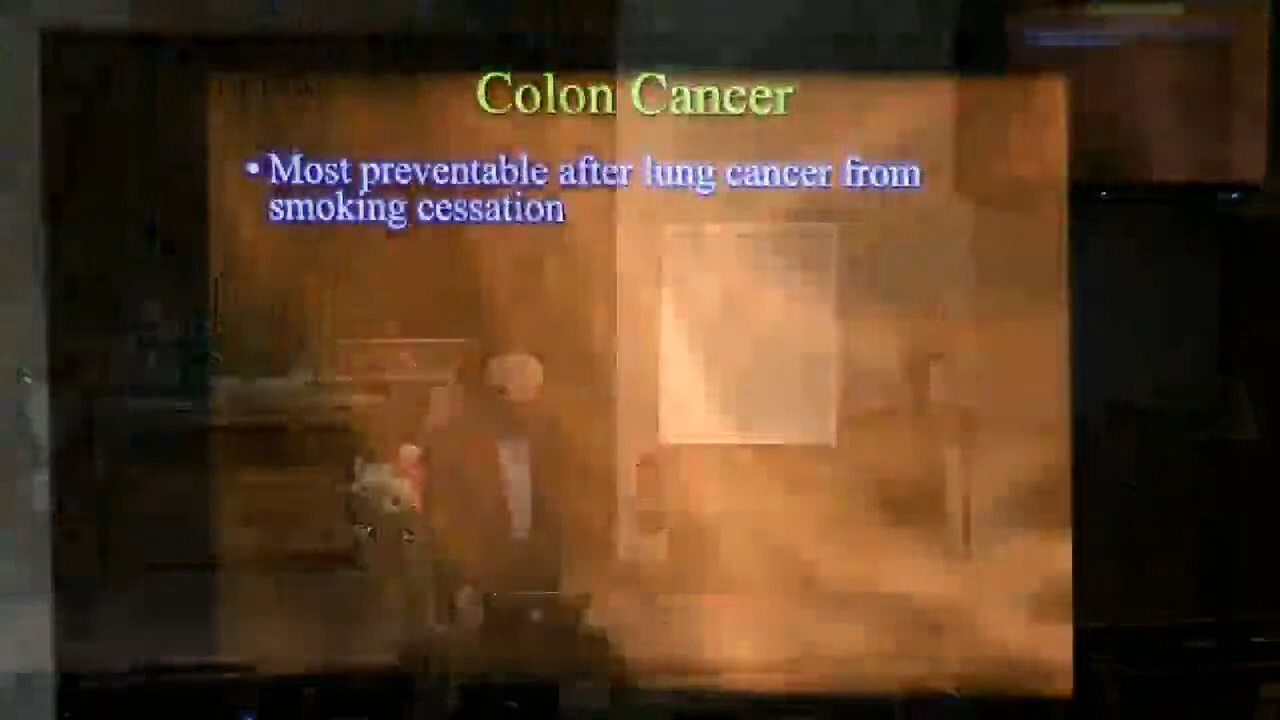 Colon Cancer
• Most preventable after lung cancer from
smoking cessation